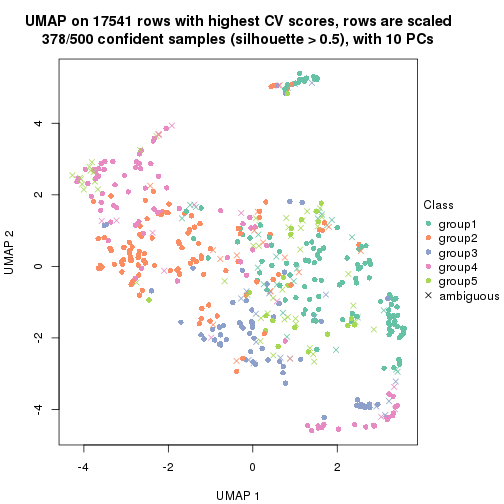 UMAP on 17541 rows with highest CV scores, rows are scaled
378/500 confident samples (silhouette > 0.5), with 10 PCs
4
2
0
-2
-4
UMAP 2
-4
-2
0
2
UMAP 1
Class
group1
group2
group3
group4
group5
ambiguous